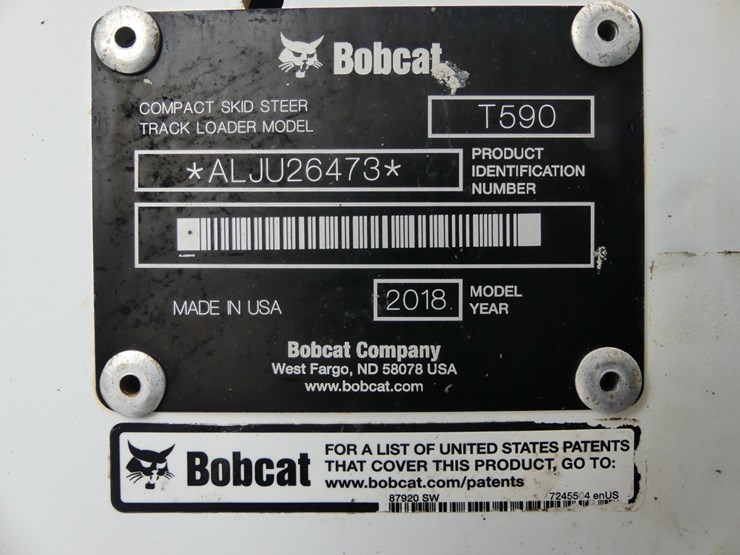 Bobcat
COMPACT SKID STEER
TRACK LOADER MODEL
T590
*ALJU26473*
PRODUCT
IDENTIFICATION
NUMBER
MADE IN USA
2018
MODEL
YEAR
Bobcat Company
West Fargo, ND 58078 USA
www.bobcat.com
Bobcat
FOR A LIST OF UNITED STATES PATENTS
THAT COVER THIS PRODUCT, GO TO:
www.bobcat.com/patents
87920 SW
enUS